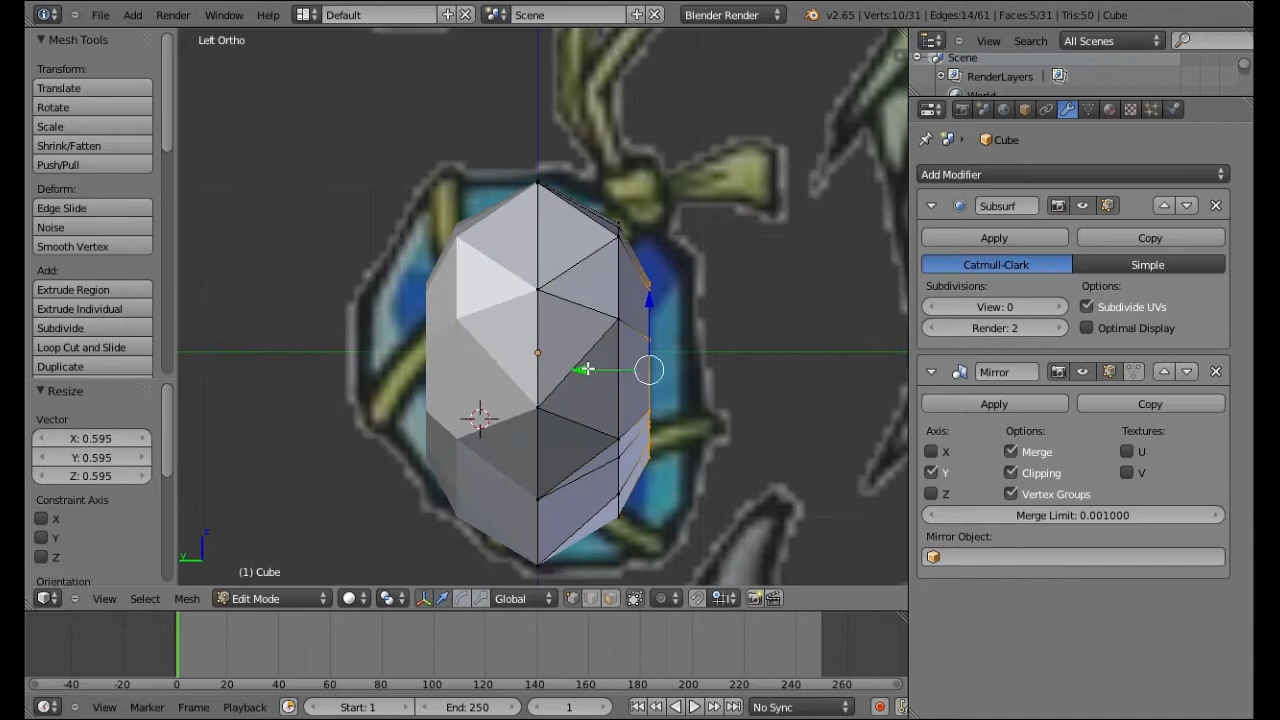 File Add Render Window Help Default Scene Blender Render v2.65 | Verts:10/31 | Edges:14/61 | Faces:5/31 | Tris:50 | Cube
Mesh Tools
Transform:
Translate
Rotate
Scale
Shrink/Fatten
Push/Pull
Deform:
Edge Slide
Noise
Smooth Vertex
Add:
Extrude Region
Extrude Individual
Subdivide
Loop Cut and Slide
Duplicate
Resize
Vector
X: 0.595
Y: 0.595
Z: 0.595
Constraint Axis
X
Y
Z
Orientation
Left Ortho
z
y
(1) Cube
View Select Mesh Edit Mode Global
-40 -20 0 20 40 60 80 100 120 140 160 180 200 220 240 260
View Marker Frame Playback Start: 1 End: 250 1 No Sync
View Search All Scenes
Scene
RenderLayers |
World
Cube
Add Modifier
Subsurf
Apply Copy
Catmull-Clark Simple
Subdivisions: Options:
View: 0 Subdivide UVs
Render: 2 Optimal Display
Mirror
Apply Copy
Axis: Options: Textures:
X Merge U
Y Clipping V
Z Vertex Groups
Merge Limit: 0.001000
Mirror Object: